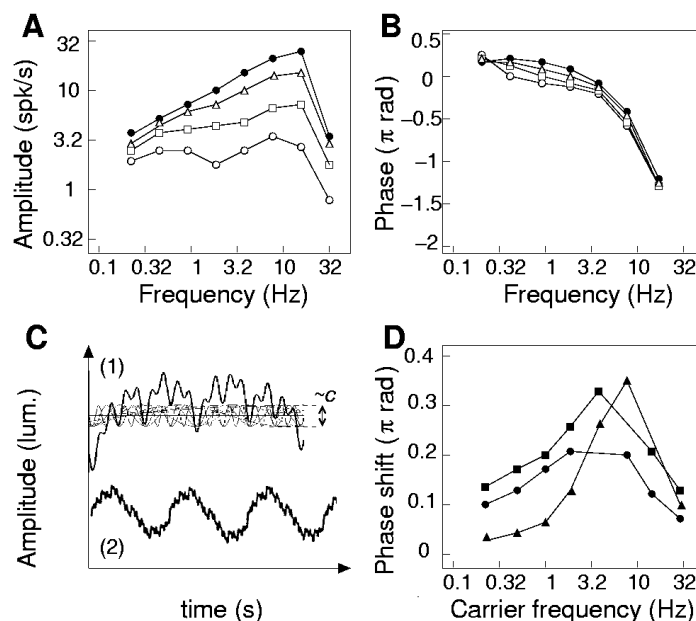 A
Amplitude (spk/s)
32
10
3.2
1
0.32
0.1 0.32 1 3.2 10 32
Frequency (Hz)
B
Phase (π rad)
0.5
0
−0.5
−1
−1.5
−2
0.1 0.32 1 3.2 10 32
Frequency (Hz)
C
Amplitude (lum.)
(1)
~c
(2)
time (s)
D
Phase shift (π rad)
0.4
0.3
0.2
0.1
0
0.1 0.32 1 3.2 10 32
Carrier frequency (Hz)